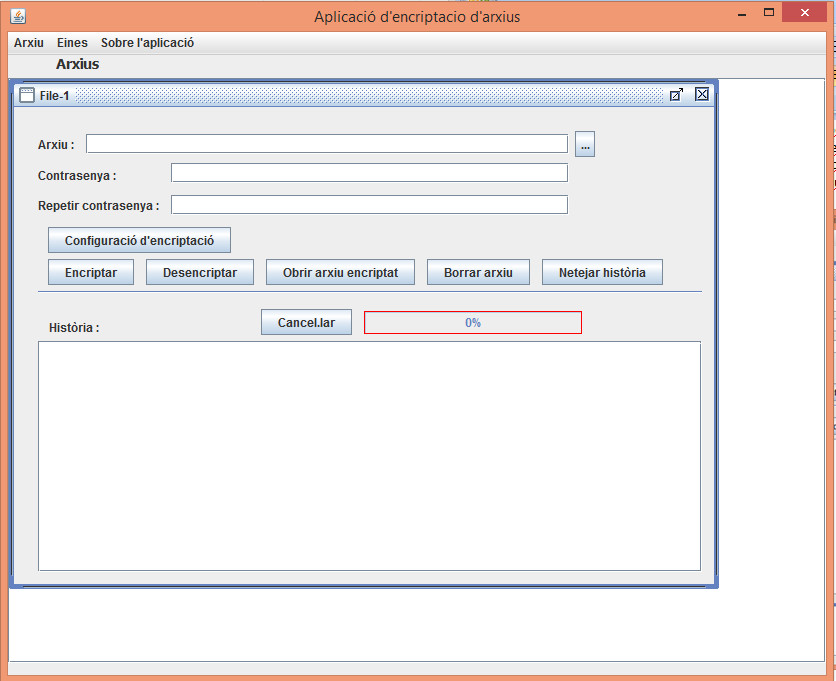 Aplicació d'encriptacio d'arxius
Arxiu Eines Sobre l'aplicació
Arxius
File-1
Arxiu : ...
Contrasenya :
Repetir contrasenya :
Configuració d'encriptació
Encriptar Desencriptar Obrir arxiu encriptat Borrar arxiu Netejar història
Història : Cancel.lar 0%